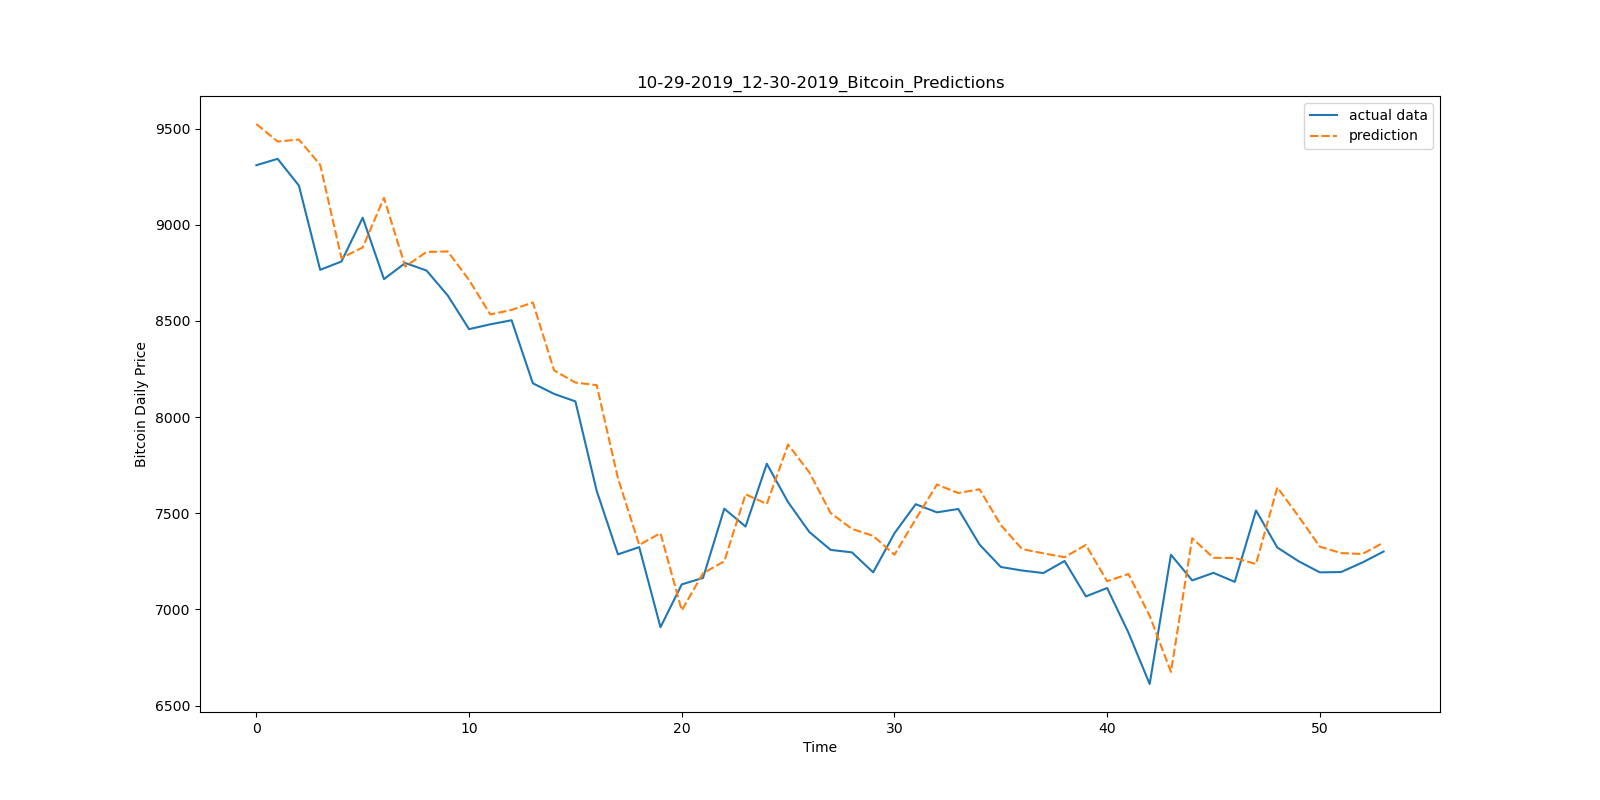 10-29-2019_12-30-2019_Bitcoin_Predictions
actual data
prediction
9500
9000
8500
8000
7500
7000
6500
Bitcoin Daily Price
0 10 20 30 40 50
Time